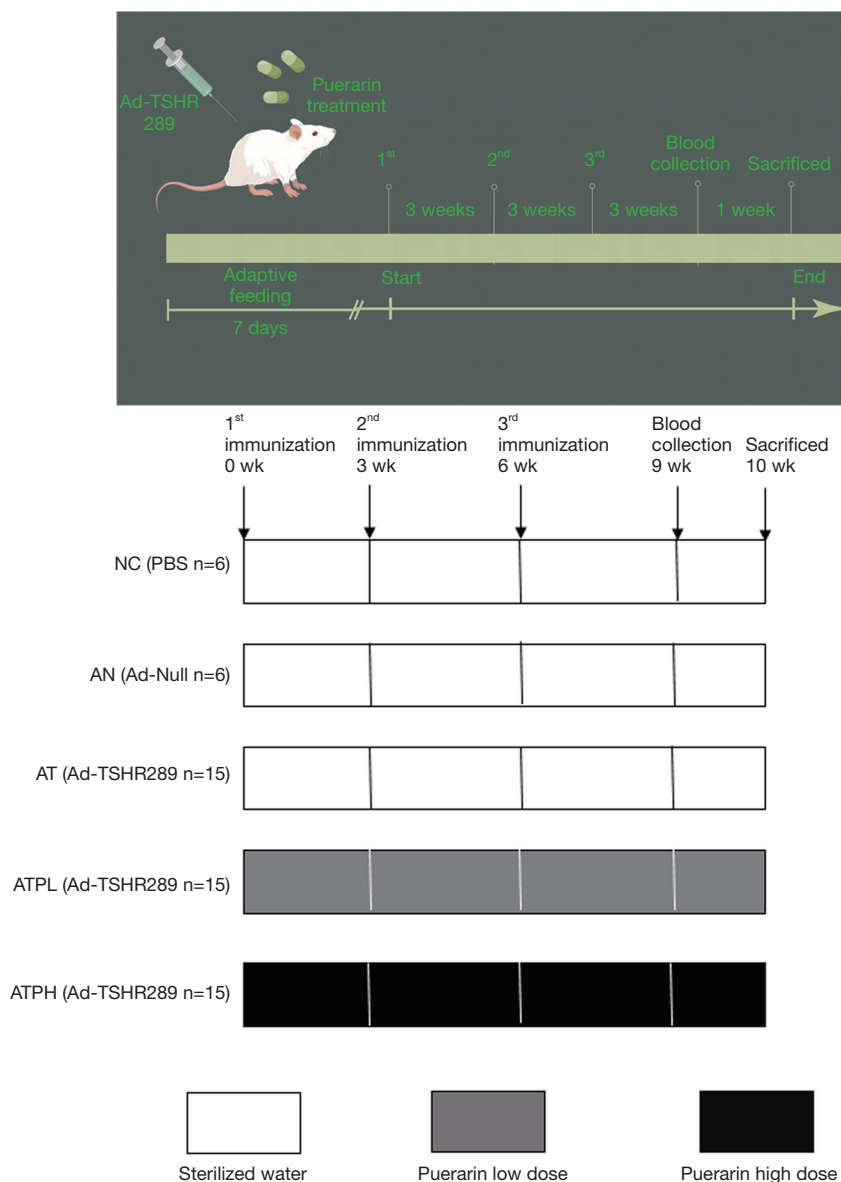 Ad-TSHR
289
Puerarin
treatment
1st
2nd
3rd
Blood
collection
Sacrificed
3 weeks
3 weeks
3 weeks
1 week
Adaptive
feeding
Start
End
7 days
1st
immunization
0 wk
2nd
immunization
3 wk
3rd
immunization
6 wk
Blood
collection
9 wk
Sacrificed
10 wk
NC (PBS n=6)
AN (Ad-Null n=6)
AT (Ad-TSHR289 n=15)
ATPL (Ad-TSHR289 n=15)
ATPH (Ad-TSHR289 n=15)
Sterilized water
Puerarin low dose
Puerarin high dose